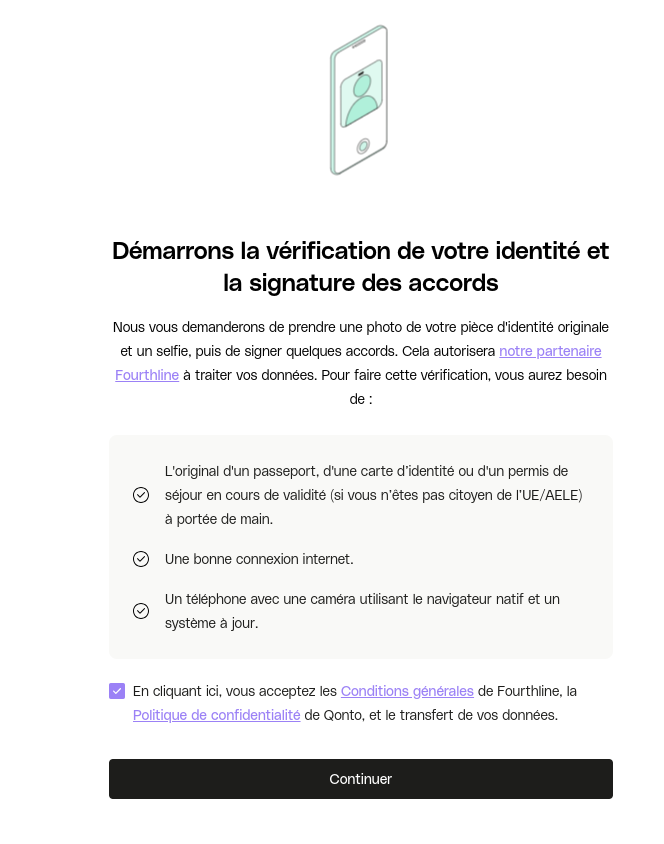 Démarrons la vérification de votre identité et
la signature des accords
Nous vous demanderons de prendre une photo de votre pièce d'identité originale
et un selfie, puis de signer quelques accords. Cela autorisera notre partenaire
Fourthline à traiter vos données. Pour faire cette vérification, vous aurez besoin
de :
L'original d'un passeport, d'une carte d’identité ou d'un permis de
séjour en cours de validité (si vous n’êtes pas citoyen de l’UE/AELE)
à portée de main.
Une bonne connexion internet.
Un téléphone avec une caméra utilisant le navigateur natif et un
système à jour.
En cliquant ici, vous acceptez les Conditions générales de Fourthline, la
Politique de confidentialité de Qonto, et le transfert de vos données.
Continuer